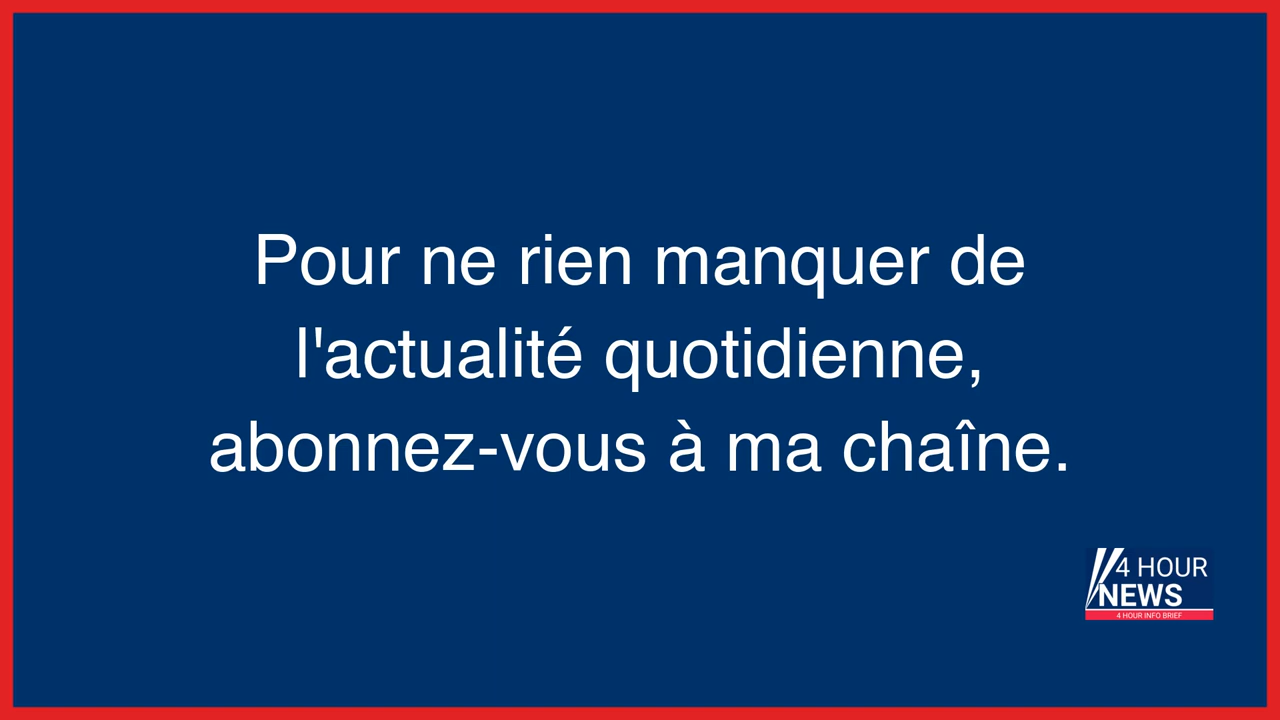 Pour ne rien manquer de
l'actualité quotidienne,
abonnez-vous à ma chaîne.
4 HOUR
NEWS
4 HOUR INFO BRIEF